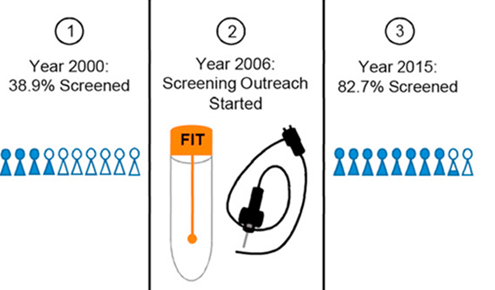 1
Year 2000:
38.9% Screened
2
Year 2006:
Screening Outreach
Started
FIT
3
Year 2015:
82.7% Screened